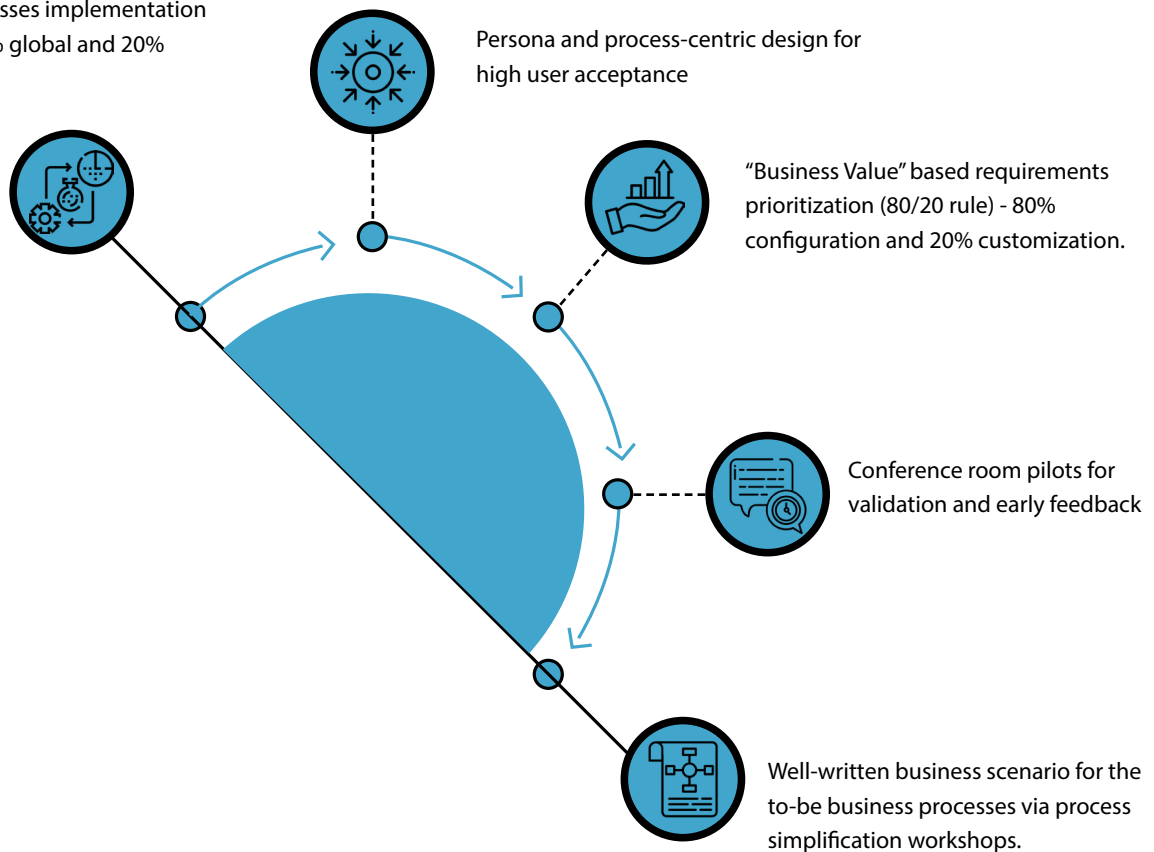 implementation
global and 20%
Persona and process-centric design for
high user acceptance
“Business Value” based requirements
prioritization (80/20 rule) - 80%
configuration and 20% customization.
Conference room pilots for
validation and early feedback
Well-written business scenario for the
to-be business processes via process
simplification workshops.